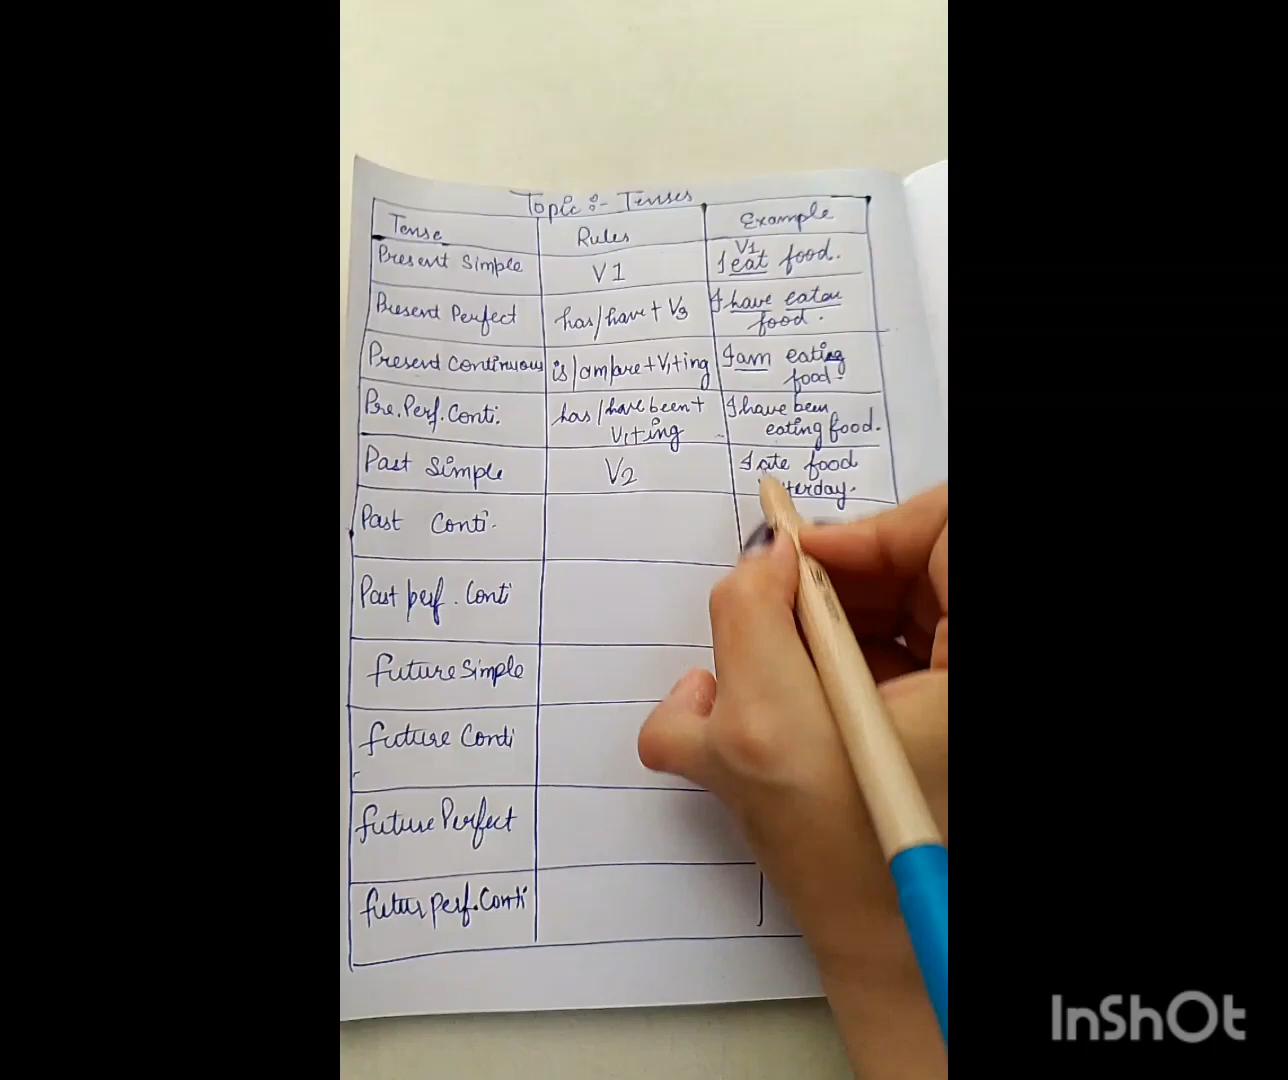 Topic :- Tenses
Tense Rules Example
Present Simple V1 V1
I eat food.
Present Perfect has/have + V3 I have eaten
food.
Present Continuous is/am/are+V1+ing I am eating
food.
Pre. Perf. Conti. has/have been+ I have been
V1+ing eating food.
Past Simple V2 I ate food
terday.
Past Conti.
Past perf. Conti
future Simple
future Conti
future Perfect
futur perf. Conti
InShOt